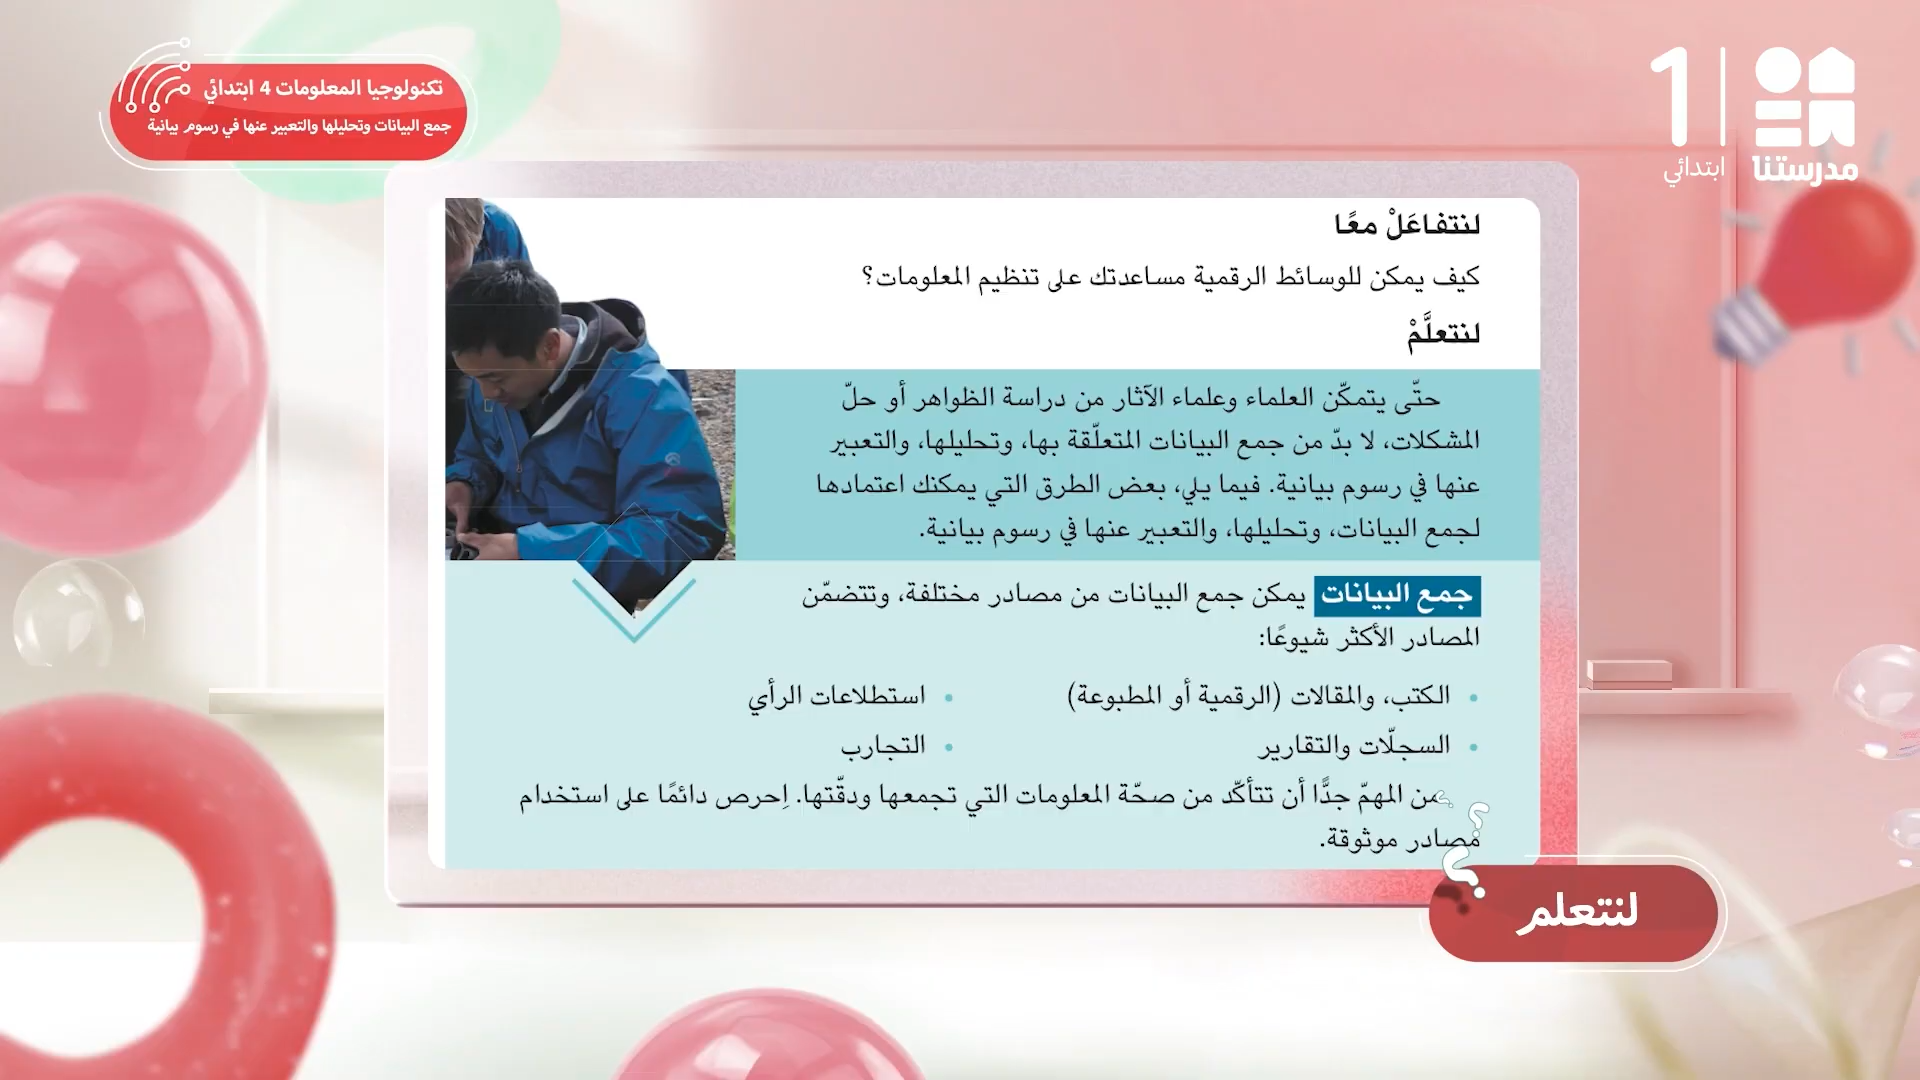 تكنولوجيا المعلومات 4 ابتدائي
جمع البيانات وتحليلها والتعبير عنها في رسوم بيانية
1
ابتدائي
مدرستنا
لنتفاعَلْ معًا
كيف يمكن للوسائط الرقمية مساعدتك على تنظيم المعلومات؟
لنتعلَّمْ
حتّى يتمكّن العلماء وعلماء الآثار من دراسة الظواهر أو حلّ
المشكلات، لا بدّ من جمع البيانات المتعلّقة بها، وتحليلها، والتعبير
عنها في رسوم بيانية. فيما يلي، بعض الطرق التي يمكنك اعتمادها
لجمع البيانات، وتحليلها، والتعبير عنها في رسوم بيانية.
جمع البيانات يمكن جمع البيانات من مصادر مختلفة، وتتضمّن
المصادر الأكثر شيوعًا:
• الكتب، والمقالات (الرقمية أو المطبوعة)
• استطلاعات الرأي
• السجلّات والتقارير
• التجارب
من المهمّ جدًّا أن تتأكّد من صحّة المعلومات التي تجمعها ودقّتها. اِحرص دائمًا على استخدام
مصادر موثوقة.
؟
؟
؟
لنتعلم